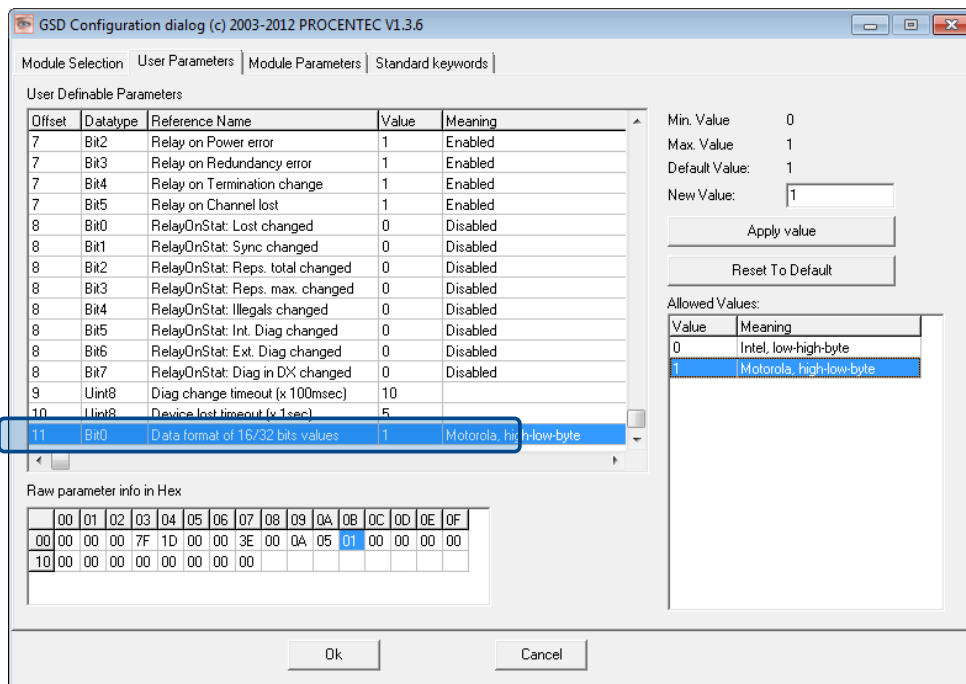 GSD Configuration dialog (c) 2003-2012 PROCENTEC V1.3.6
Module Selection User Parameters Module Parameters Standard keywords
User Definable Parameters
Offset Datatype Reference Name Value Meaning
7 Bit2 Relay on Power error 1 Enabled
7 Bit3 Relay on Redundancy error 1 Enabled
7 Bit4 Relay on Termination change 1 Enabled
7 Bit5 Relay on Channel lost 1 Enabled
8 Bit0 RelayOnStat: Lost changed 0 Disabled
8 Bit1 RelayOnStat: Sync changed 0 Disabled
8 Bit2 RelayOnStat: Reps. total changed 0 Disabled
8 Bit3 RelayOnStat: Reps. max. changed 0 Disabled
8 Bit4 RelayOnStat: Illegals changed 0 Disabled
8 Bit5 RelayOnStat: Int. Diag changed 0 Disabled
8 Bit6 RelayOnStat: Ext. Diag changed 0 Disabled
8 Bit7 RelayOnStat: Diag in DX changed 0 Disabled
9 Uint8 Diag change timeout (x 100msec) 10
10 Uint8 Device lost timeout (x 1sec) 5
11 Bit0 Data format of 16/32 bits values 1 Motorola, high-low-byte
Min. Value 0
Max. Value 1
Default Value: 1
New Value: 1
Apply value
Reset To Default
Allowed Values:
Value Meaning
0 Intel, low-high-byte
1 Motorola, high-low-byte
Raw parameter info in Hex
00 01 02 03 04 05 06 07 08 09 0A 0B 0C 0D 0E 0F
00 00 00 00 7F 1D 00 00 3E 00 0A 05 01 00 00 00 00
10 00 00 00 00 00 00 00 00
Ok Cancel